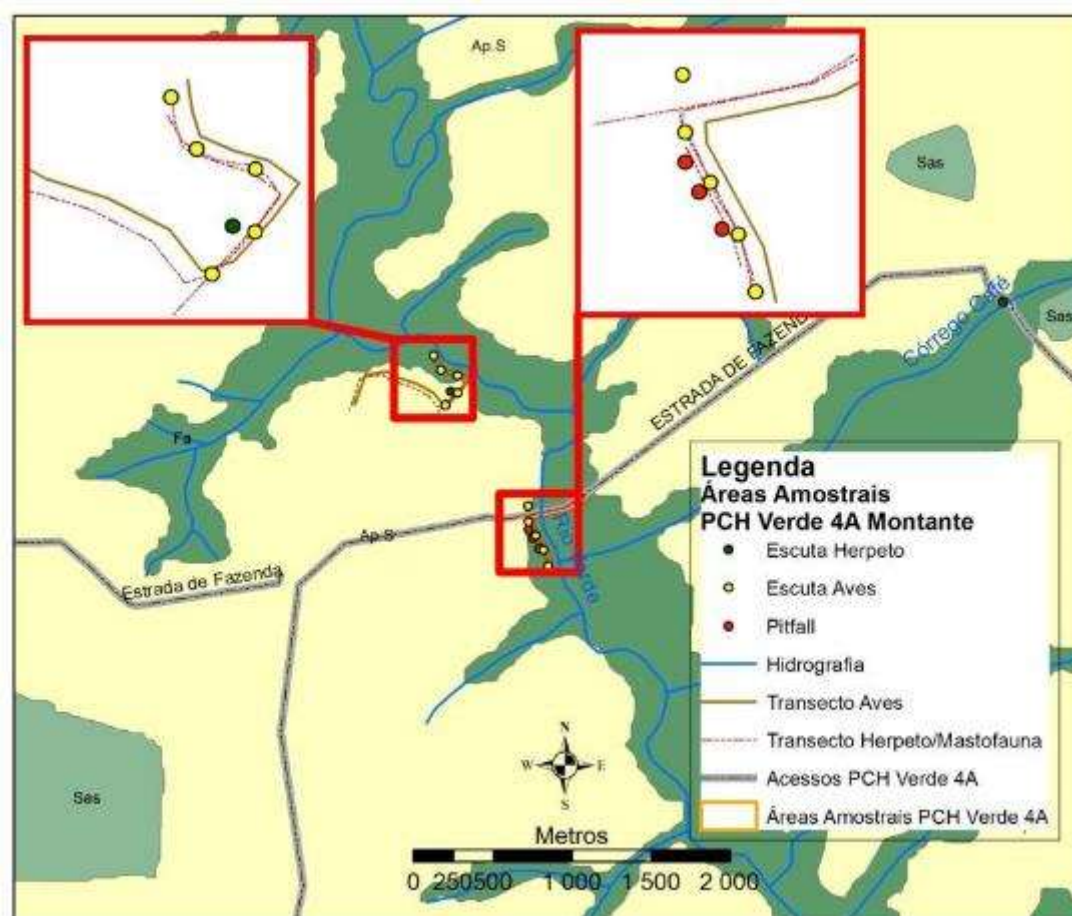 Ap.S
Sas
Sas
Córrego Café
ESTRADA DE FAZEND
Fa
Ap.S
Rio Verde
Estrada de Fazenda
Sas
Legenda
Áreas Amostrais
PCH Verde 4A Montante
Escuta Herpeto
Escuta Aves
Pitfall
Hidrografia
Transecto Aves
Transecto Herpeto/Mastofauna
Acessos PCH Verde 4A
Áreas Amostrais PCH Verde 4A
N
W E
S
Metros
0 250500 1 000 1 500 2 000